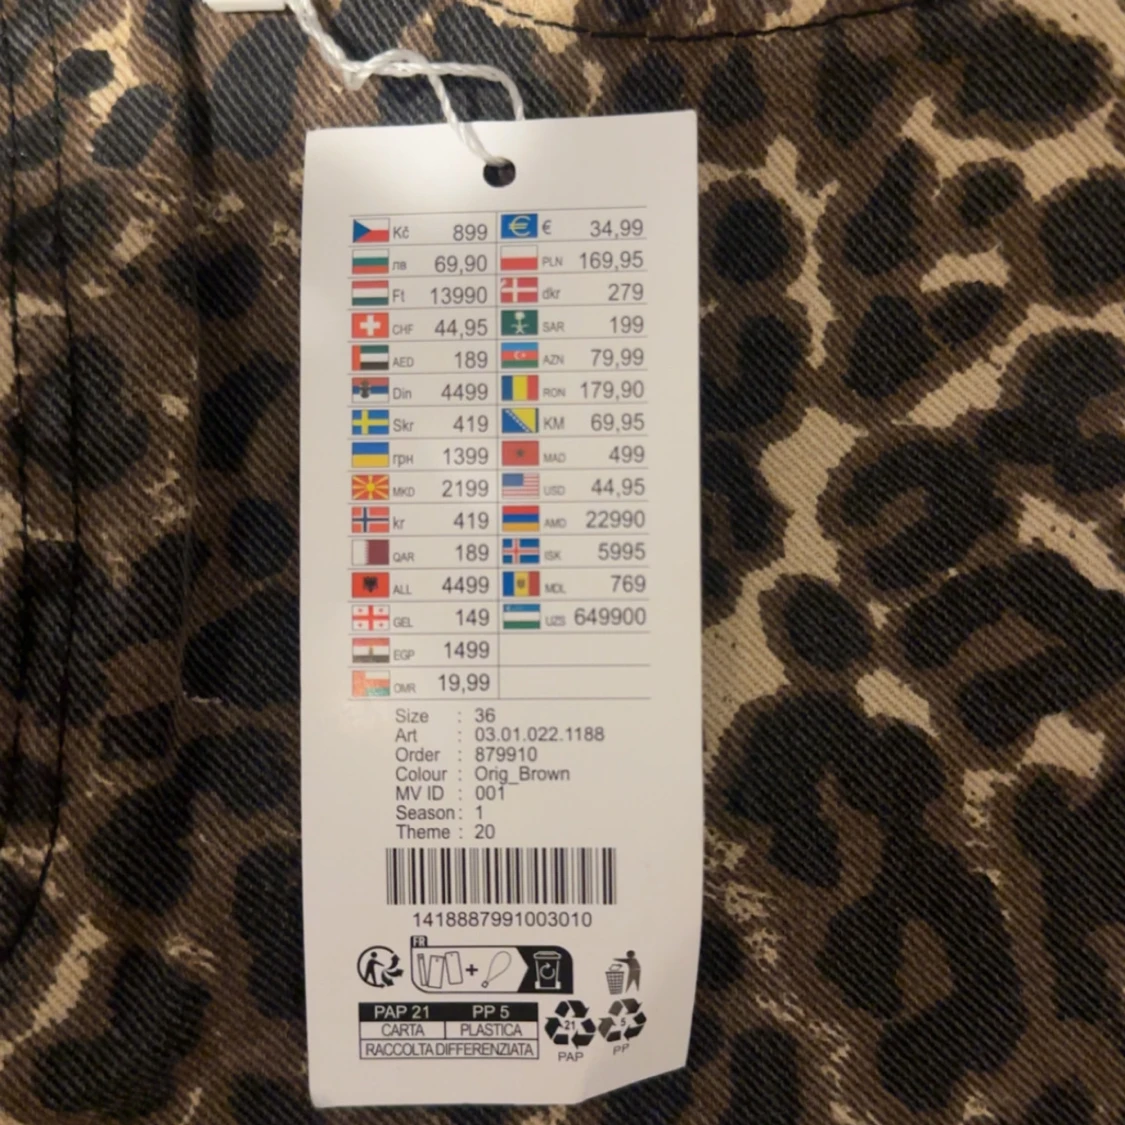 Kč 899 € 34,99
лв 69,90 PLN 169,95
Ft 13990 dkr 279
CHF 44,95 SAR 199
AED 189 AZN 79,99
Din 4499 RON 179,90
Skr 419 KM 69,95
грн 1399 MAD 499
MKD 2199 USD 44,95
kr 419 AMD 22990
QAR 189 ISK 5995
ALL 4499 MDL 769
GEL 149 UZS 649900
EGP 1499
OMR 19,99
Size : 36
Art : 03.01.022.1188
Order : 879910
Colour : Orig_Brown
MV ID : 001
Season : 1
Theme : 20
1418887991003010
FR
PAP 21 PP 5
CARTA PLASTICA
RACCOLTA DIFFERENZIATA
21 5
PAP PP